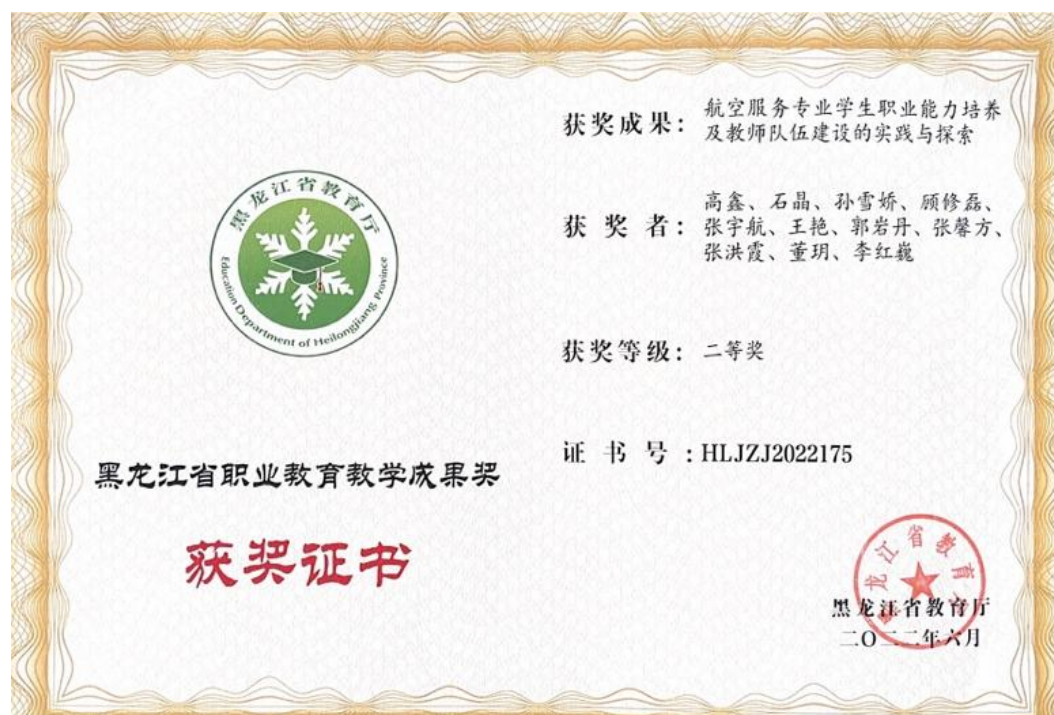 黑龙江省教育厅
Education Department of Heilongjiang Province
黑龙江省职业教育教学成果奖
获奖证书
获奖成果：航空服务专业学生职业能力培养
及教师队伍建设的实践与探索
获奖者：高鑫、石晶、孙雪娇、顾修磊、
张宇航、王艳、郭岩丹、张馨方、
张洪霞、董玥、李红巍
获奖等级：二等奖
证书号:HLJZJ2022175
黑龙江省教育厅
黑龙江省教育厅
二〇二二年六月